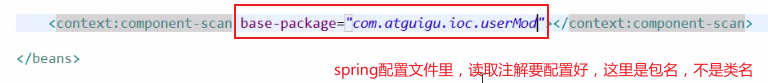 <context:component-scan base-package="com.atguigu.ioc.userMod"></context:component-scan>
</beans>
spring配置文件里，读取注解要配置好，这里是包名，不是类名